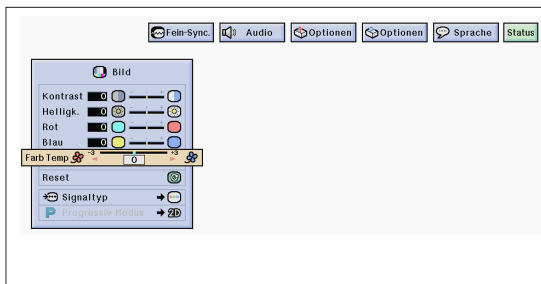 Fein-Sync. Audio Optionen Optionen Sprache Status
Bild
Kontrast 0 - +
Helligk. 0 - +
Rot 0 - +
Blau 0 - +
Farb Temp -3 0 +3
Reset
Signaltyp
P Progressiv-Modus 2D